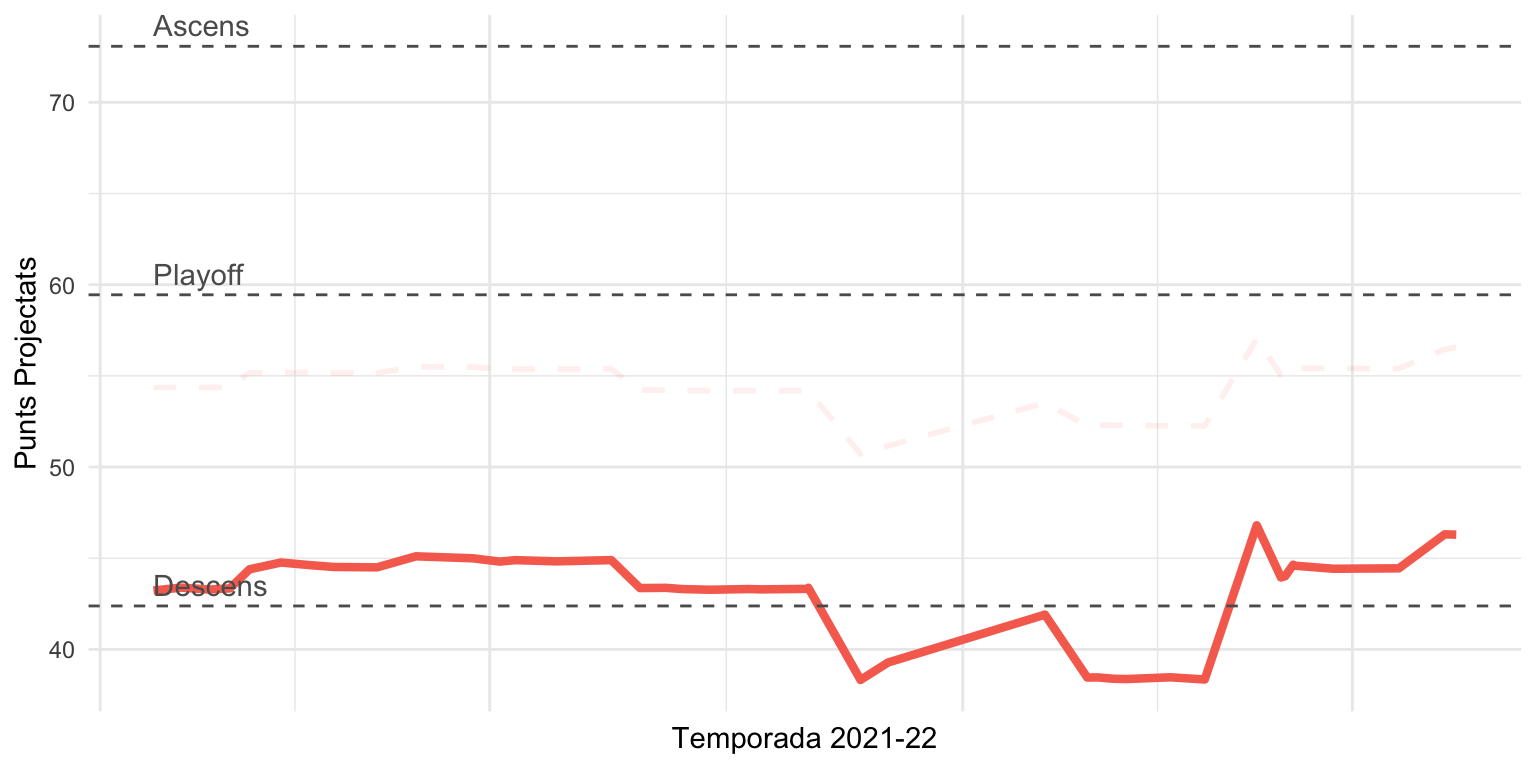 Ascens
70
Playoff
60
50
Descens
40
Punts Projectats
Temporada 2021-22